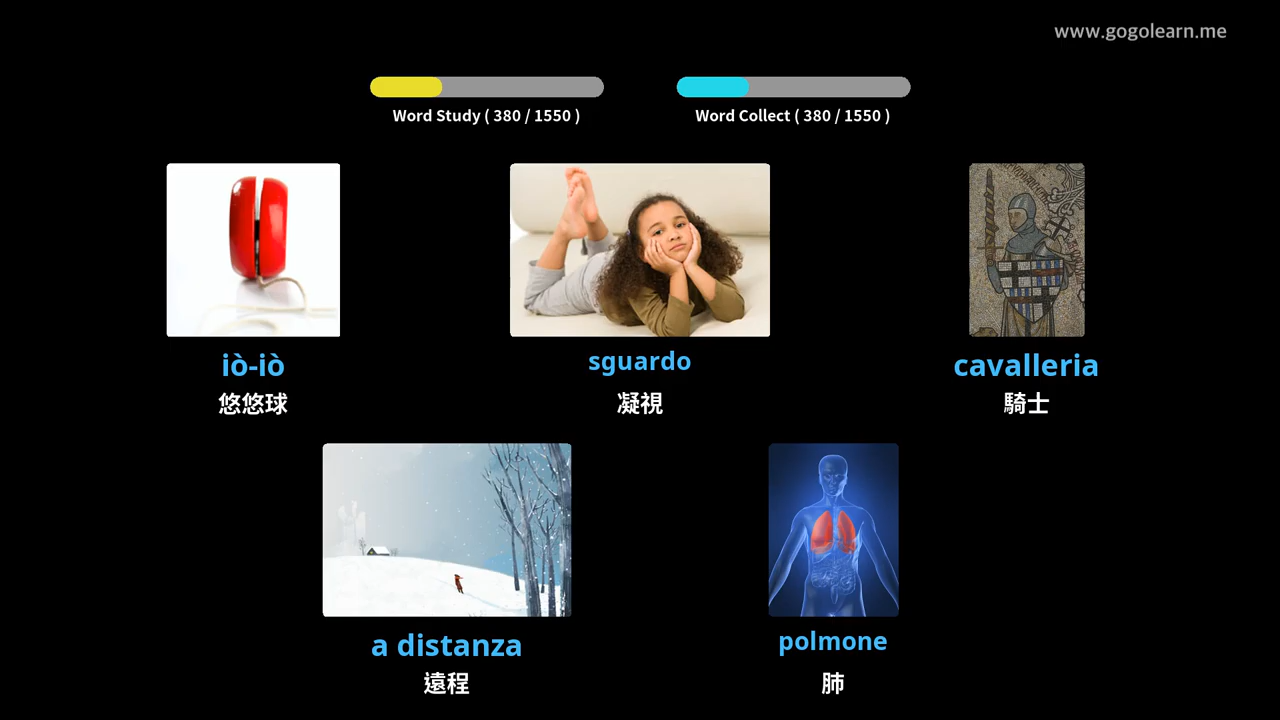 www.gogolearn.me
Word Study ( 380 / 1550 )
Word Collect ( 380 / 1550 )
iò-iò
悠悠球
sguardo
凝視
cavalleria
騎士
a distanza
遠程
polmone
肺